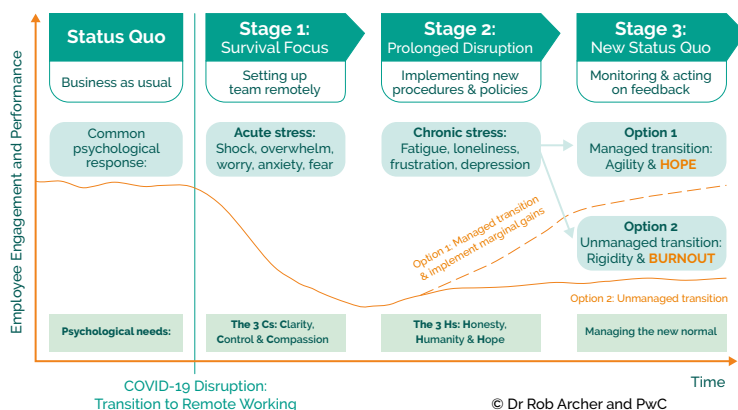 Employee Engagement and Performance
Status Quo
Business as usual
Stage 1:
Survival Focus
Setting up
team remotely
Stage 2:
Prolonged Disruption
Implementing new
procedures & policies
Stage 3:
New Status Quo
Monitoring & acting
on feedback
Common
psychological
response:
Acute stress:
Shock, overwhelm,
worry, anxiety, fear
Chronic stress:
Fatigue, loneliness,
frustration, depression
Option 1
Managed transition:
Agility & HOPE
Option 2
Unmanaged transition:
Rigidity & BURNOUT
Option 1: Managed transition
& implement marginal gains
Option 2: Unmanaged transition
Psychological needs:
The 3 Cs: Clarity,
Control & Compassion
The 3 Hs: Honesty,
Humanity & Hope
Managing the new normal
Time
COVID-19 Disruption:
Transition to Remote Working
© Dr Rob Archer and PwC